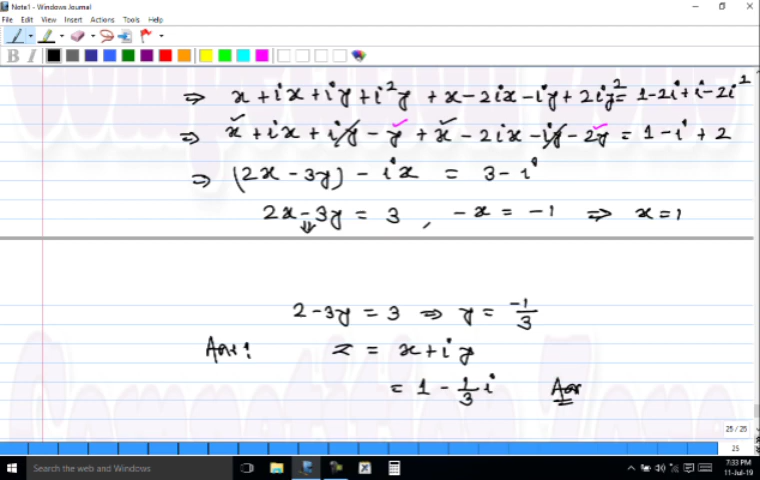 Note1 - Windows Journal
File Edit View Insert Actions Tools Help
B I
⇒ x + ix + iy + i²y + x - 2ix - iy + 2iy² = 1 - 2i + i - 2i²
⇒ x + ix + iy - y + x - 2ix - iy - 2y = 1 - i + 2
⇒ (2x - 3y) - ix = 3 - i
2x - 3y = 3 , -x = -1 ⇒ x = 1
⇓
2 - 3y = 3 ⇒ y = -1/3
Ans: z = x + iy
= 1 - 1/3 i Ans
25 / 25
25
Search the web and Windows
7:33 PM
11-Jul-19